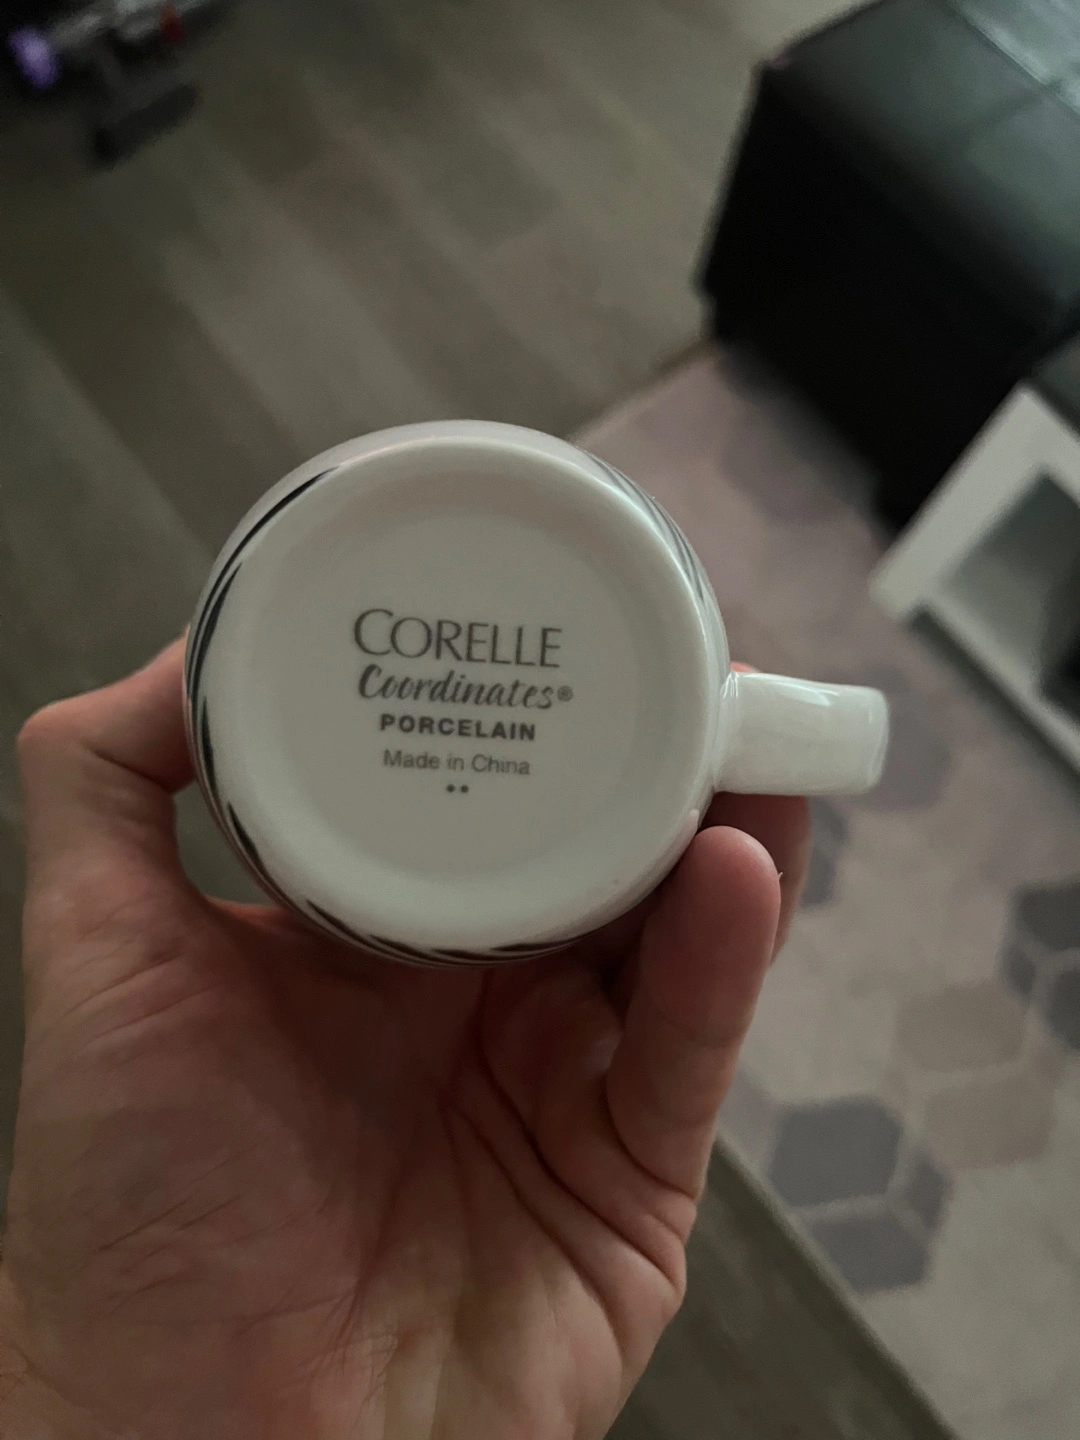 CORELLE
Coordinates®
PORCELAIN
Made in China